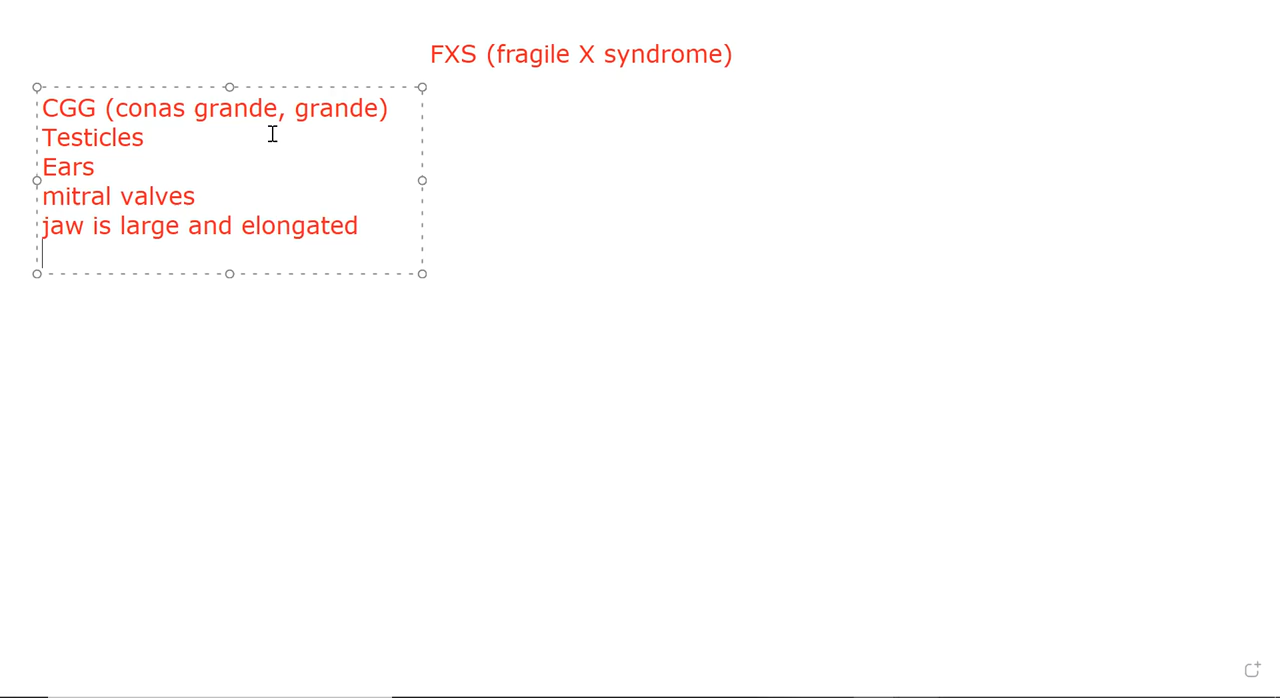 FXS (fragile X syndrome)
CGG (conas grande, grande)
Testicles
Ears
mitral valves
jaw is large and elongated